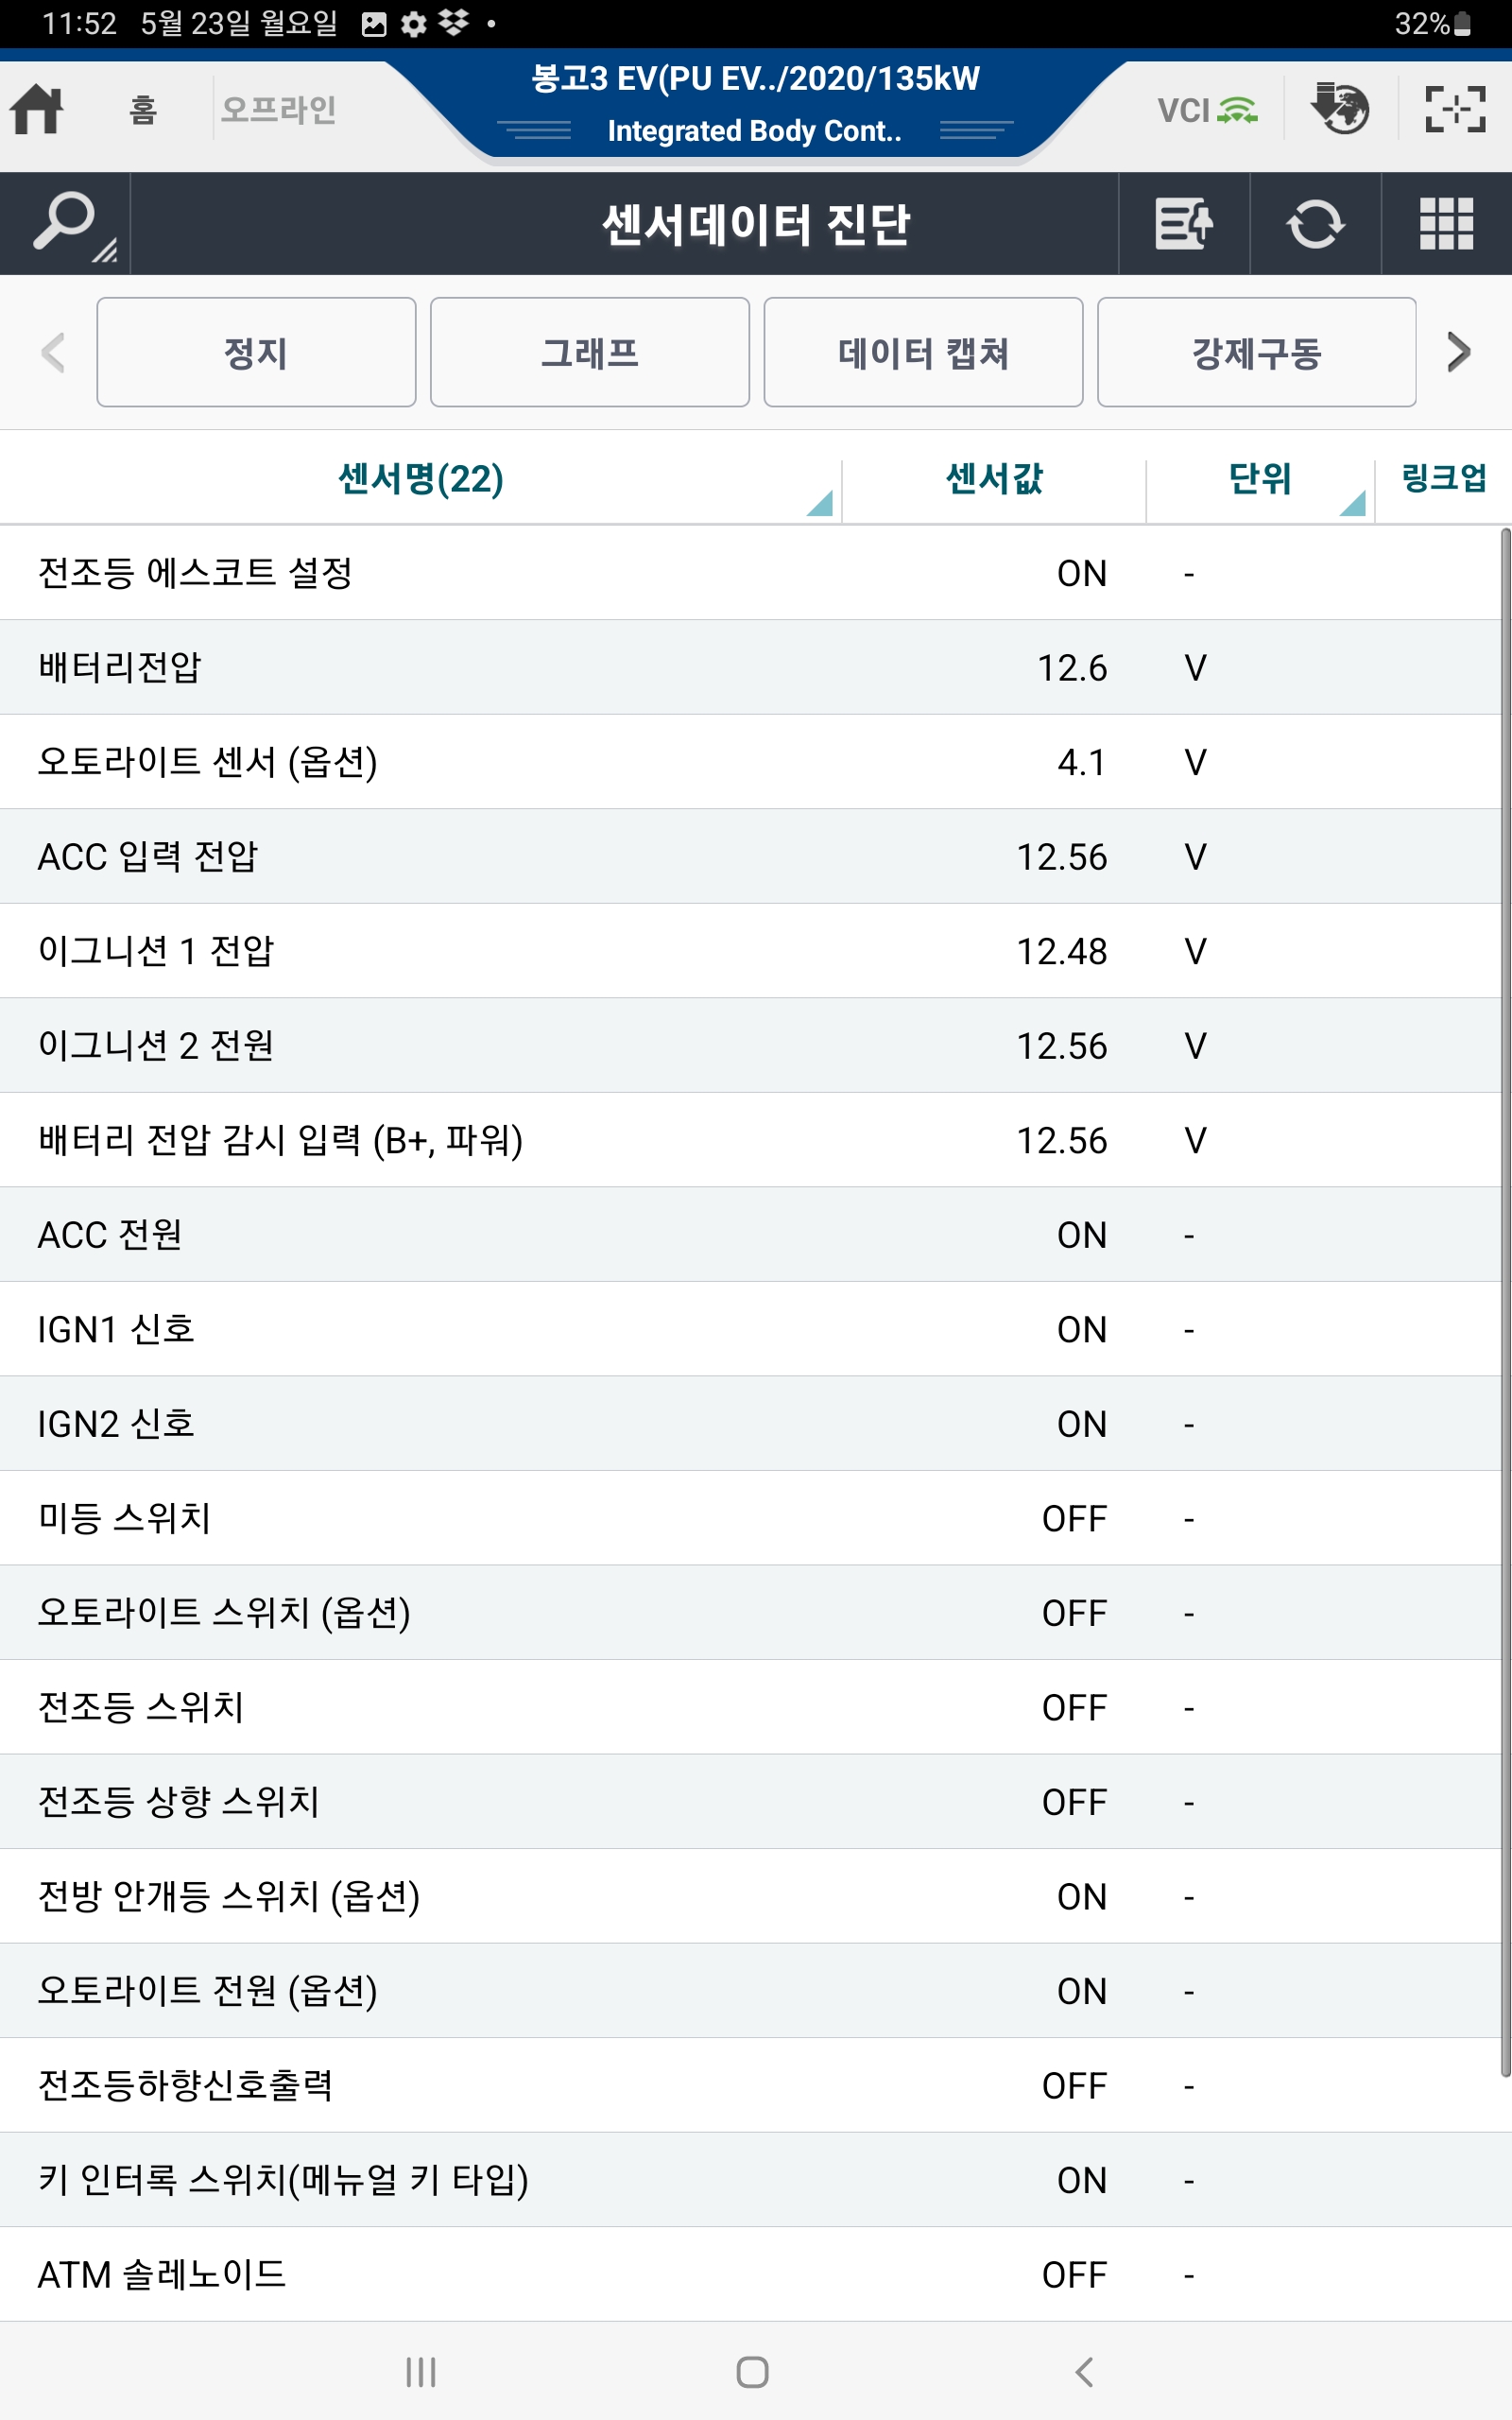 11:52 5월 23일 월요일 32%
봉고3 EV(PU EV../2020/135kW
홈 오프라인 VCI
Integrated Body Cont..
센서데이터 진단
정지 그래프 데이터 캡쳐 강제구동
센서명(22) 센서값 단위 링크업
전조등 에스코트 설정 ON -
배터리전압 12.6 V
오토라이트 센서 (옵션) 4.1 V
ACC 입력 전압 12.56 V
이그니션 1 전압 12.48 V
이그니션 2 전원 12.56 V
배터리 전압 감시 입력 (B+, 파워) 12.56 V
ACC 전원 ON -
IGN1 신호 ON -
IGN2 신호 ON -
미등 스위치 OFF -
오토라이트 스위치 (옵션) OFF -
전조등 스위치 OFF -
전조등 상향 스위치 OFF -
전방 안개등 스위치 (옵션) ON -
오토라이트 전원 (옵션) ON -
전조등하향신호출력 OFF -
키 인터록 스위치(메뉴얼 키 타입) ON -
ATM 솔레노이드 OFF -